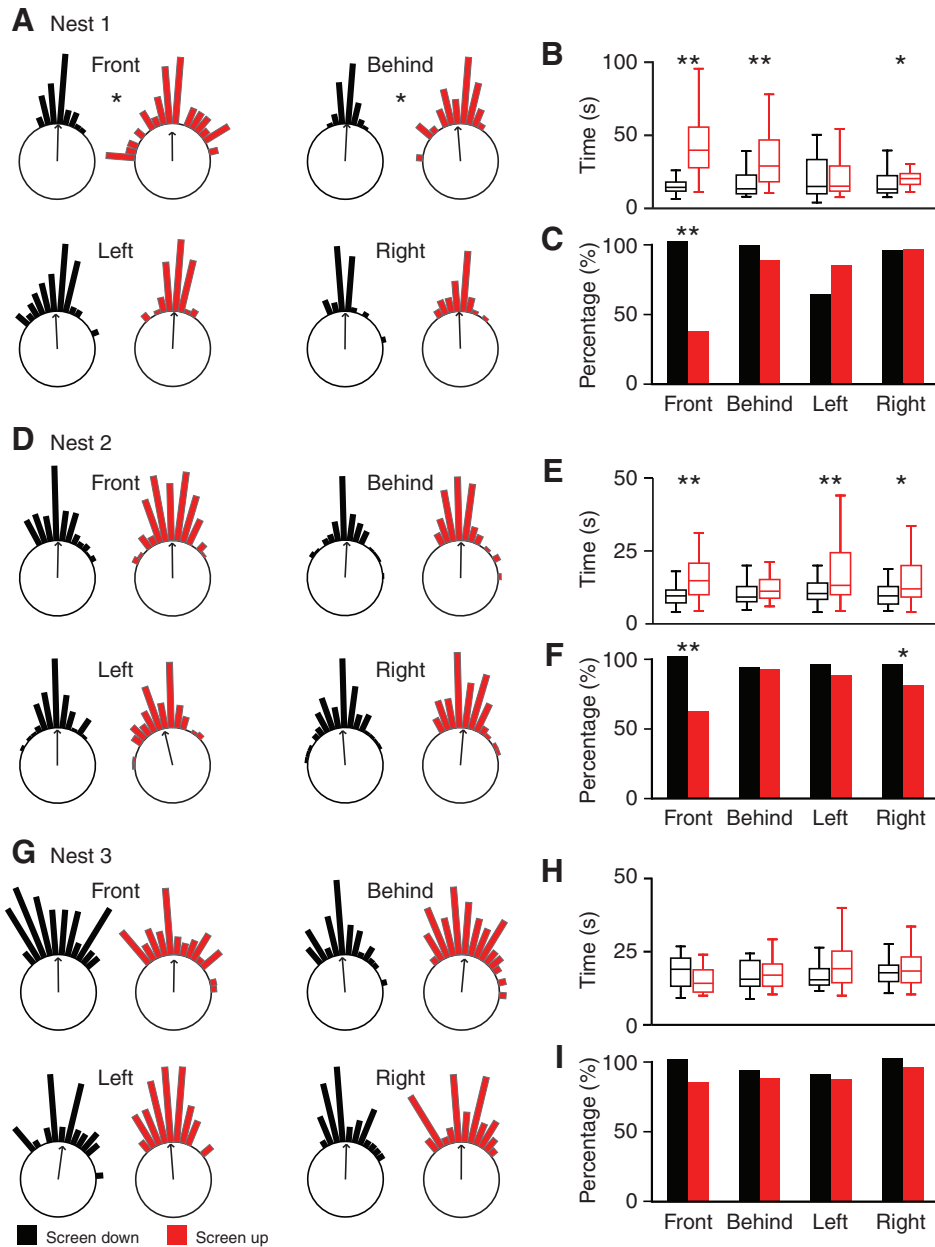 A Nest 1
Front
*
Behind
*
Left
Right
B
Time (s)
100
50
0
** ** *
C
Percentage (%)
100
50
0
**
Front Behind Left Right
D Nest 2
Front
Behind
Left
Right
E
Time (s)
50
25
0
** ** *
F
Percentage (%)
100
50
0
** *
Front Behind Left Right
G Nest 3
Front
Behind
Left
Right
H
Time (s)
50
25
0
I
Percentage (%)
100
50
0
Front Behind Left Right
Screen down Screen up